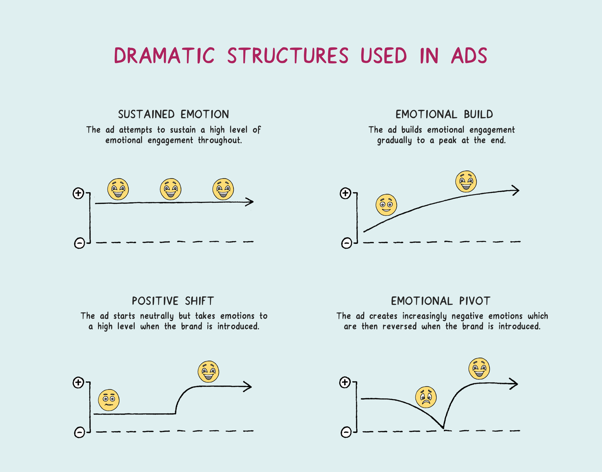 DRAMATIC STRUCTURES USED IN ADS
SUSTAINED EMOTION
The ad attempts to sustain a high level of
emotional engagement throughout.
+
-
EMOTIONAL BUILD
The ad builds emotional engagement
gradually to a peak at the end.
+
-
POSITIVE SHIFT
The ad starts neutrally but takes emotions to
a high level when the brand is introduced.
+
-
EMOTIONAL PIVOT
The ad creates increasingly negative emotions which
are then reversed when the brand is introduced.
+
-